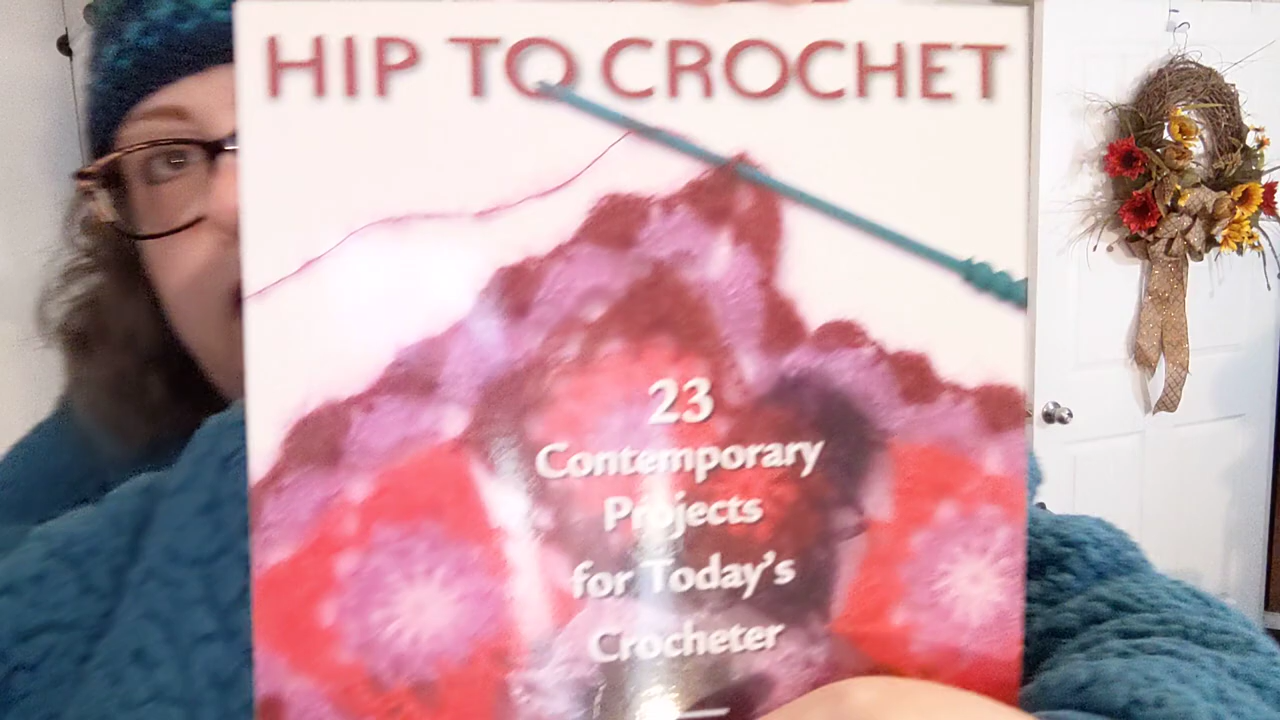 HIP TO CROCHET
23
Contemporary
Projects
for Today's
Crocheter